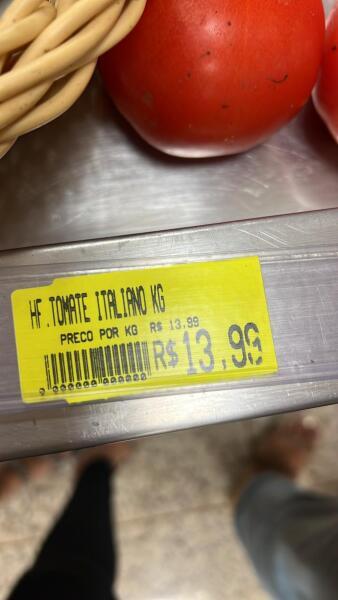 HF.TOMATE ITALIANO KG
PRECO POR KG R$ 13,99
R$13,99